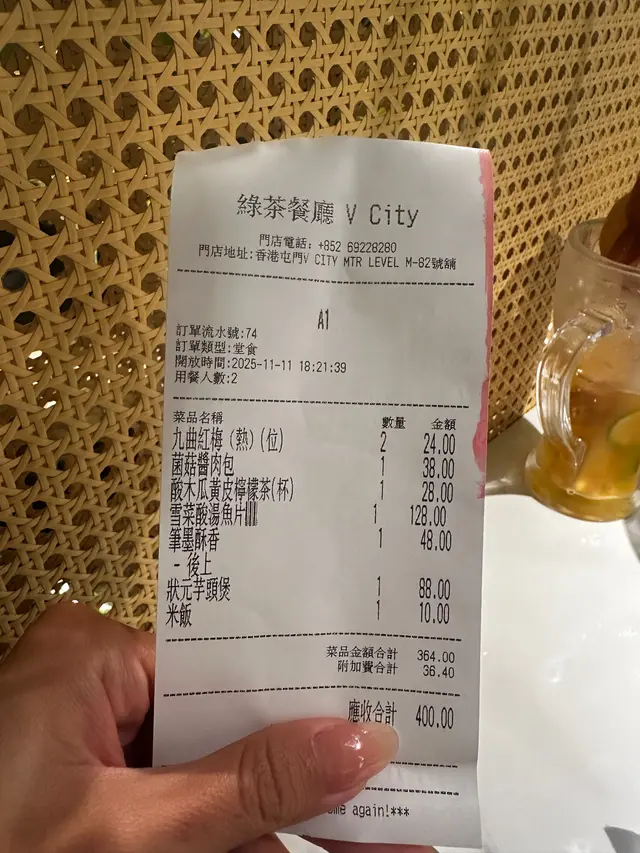 綠茶餐廳 V City
門店電話: +852 69228280
門店地址:香港屯門V CITY MTR LEVEL M-62號舖
A1
訂單流水號:74
訂單類型:堂食
開放時間:2025-11-11 18:21:39
用餐人數:2
菜品名稱 數量 金額
九曲紅梅 (熱) (位) 2 24.00
菌菇醬肉包 1 38.00
酸木瓜黃皮檸檬茶(杯) 1 28.00
雪菜酸湯魚片 1 128.00
筆墨酥香 1 48.00
- 後上
狀元芋頭煲 1 88.00
米飯 1 10.00
菜品金額合計 364.00
附加費合計 36.40
應收合計 400.00
again!***